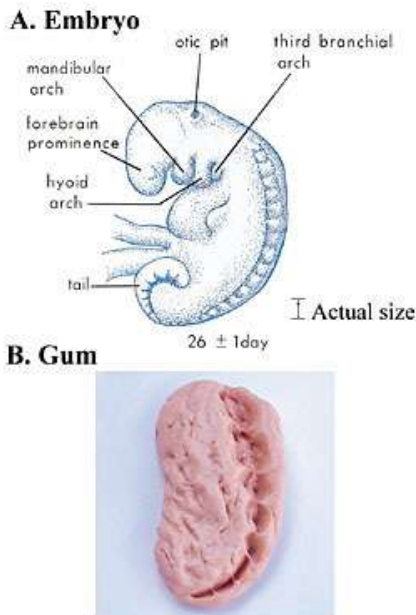 A. Embryo
otic pit
third branchial
arch
mandibular
arch
forebrain
prominence
hyoid
arch
tail
Actual size
26 ± 1day
B. Gum